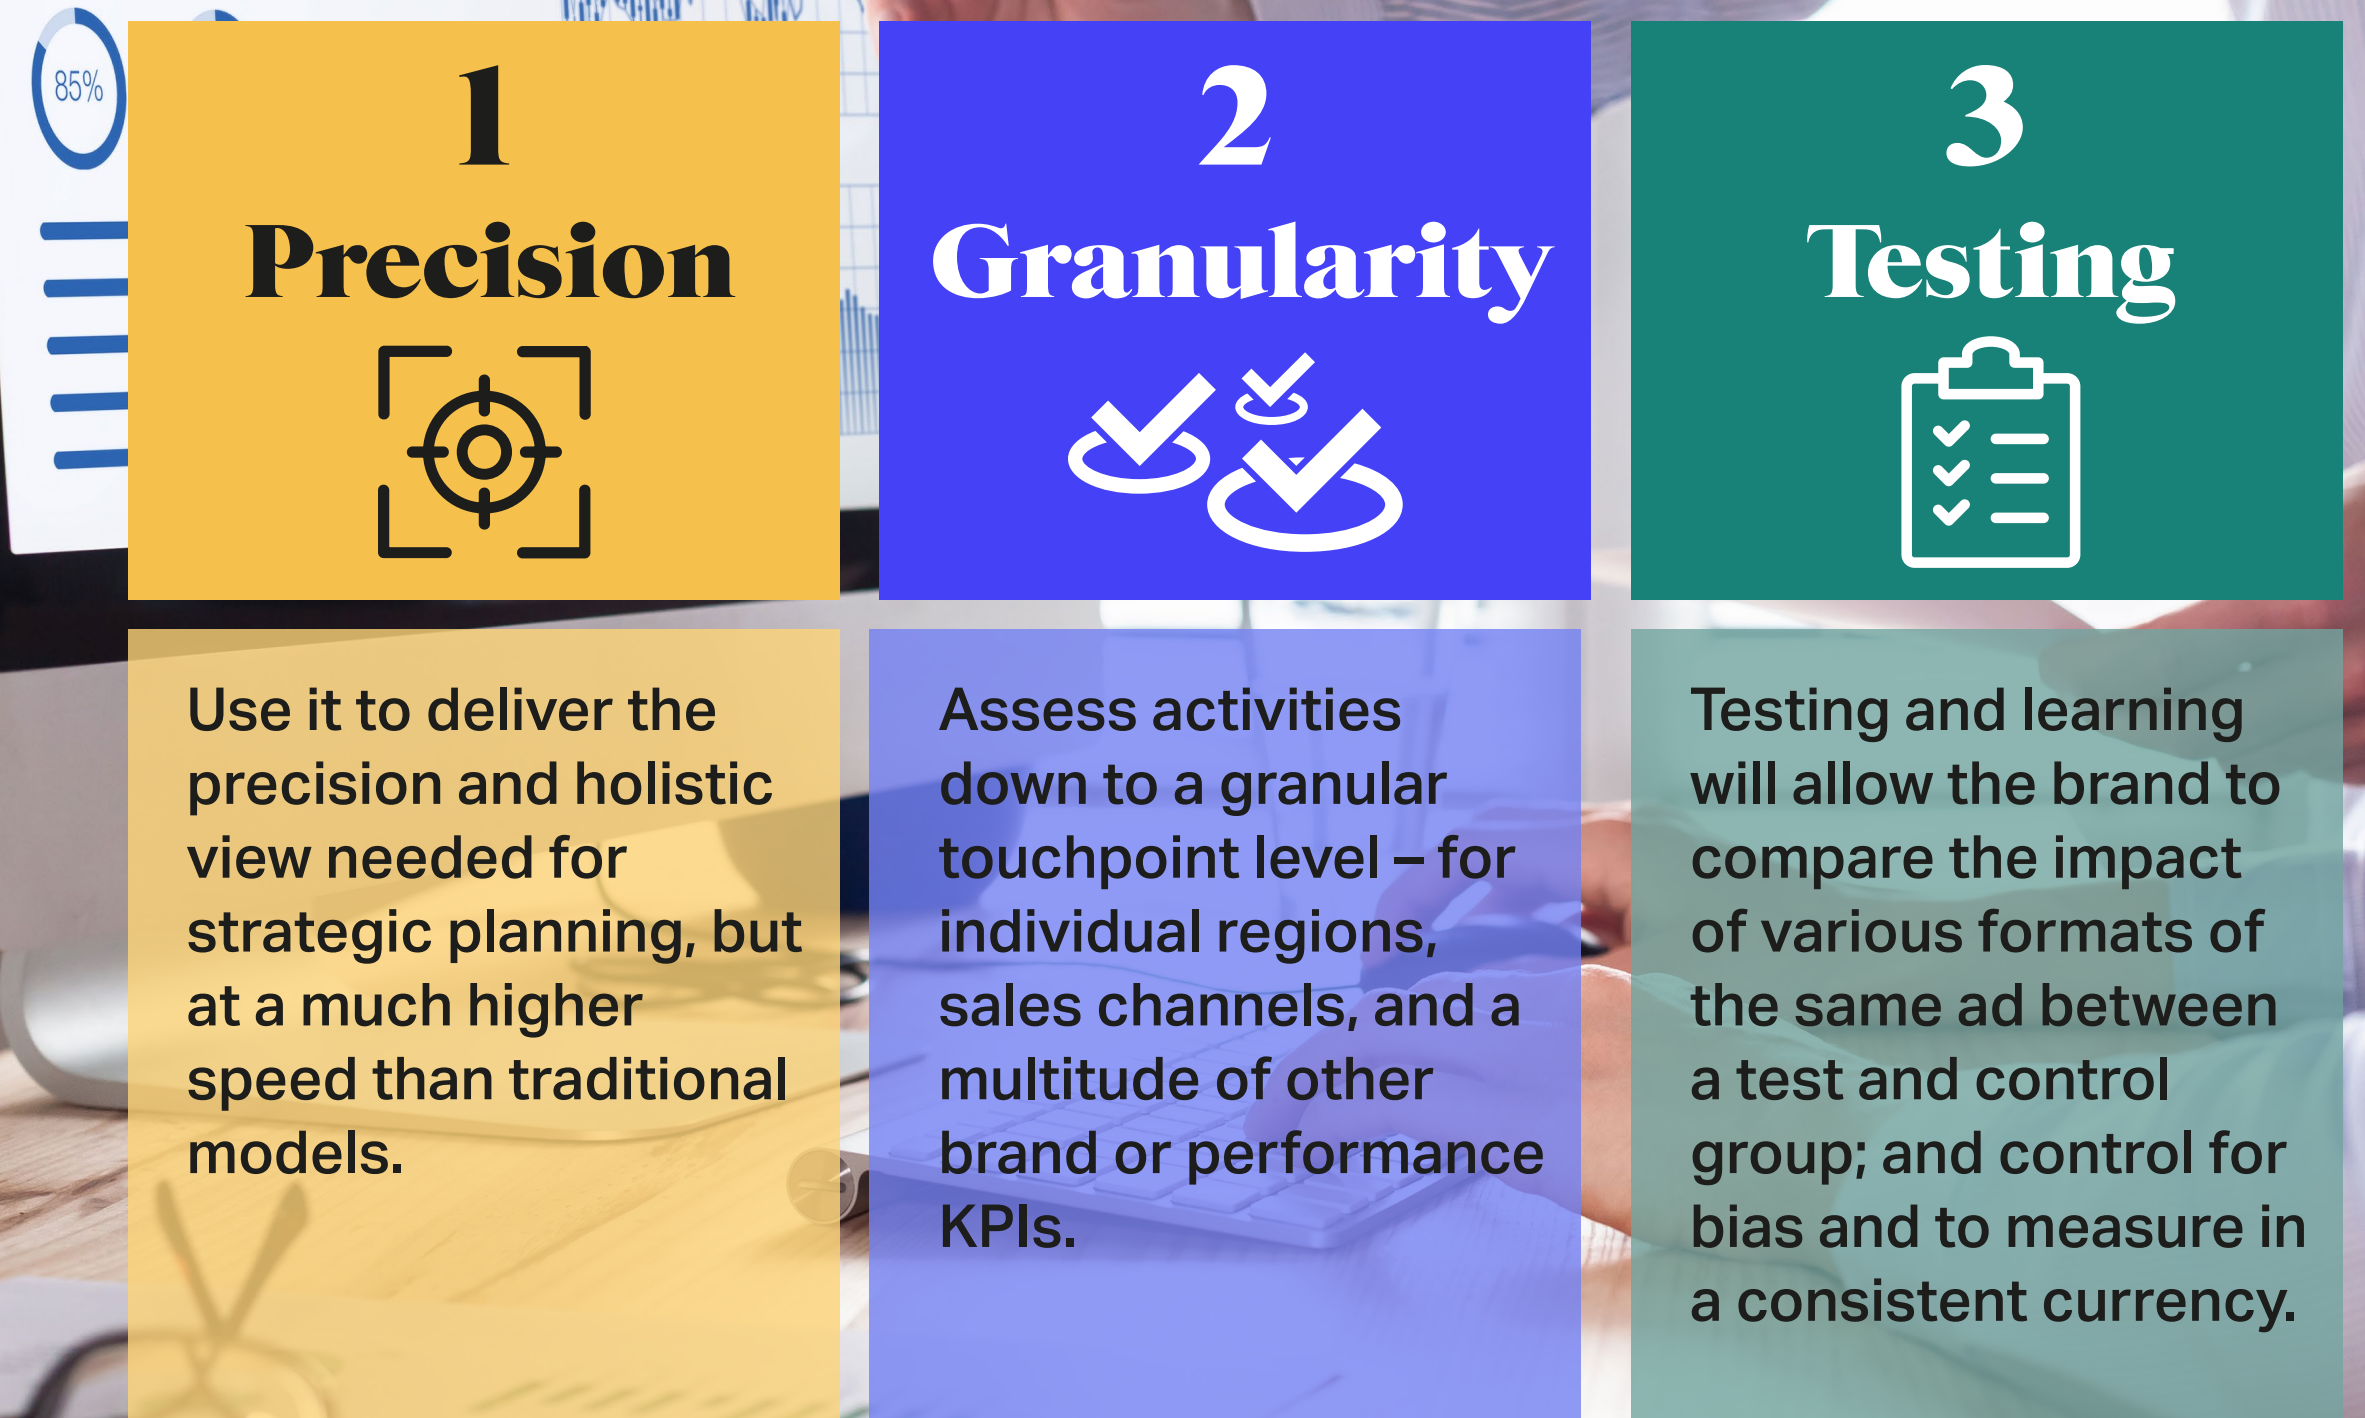 85%
1
Precision
Use it to deliver the
precision and holistic
view needed for
strategic planning, but
at a much higher
speed than traditional
models.
2
Granularity
Assess activities
down to a granular
touchpoint level – for
individual regions,
sales channels, and a
multitude of other
brand or performance
KPIs.
3
Testing
Testing and learning
will allow the brand to
compare the impact
of various formats of
the same ad between
a test and control
group; and control for
bias and to measure in
a consistent currency.